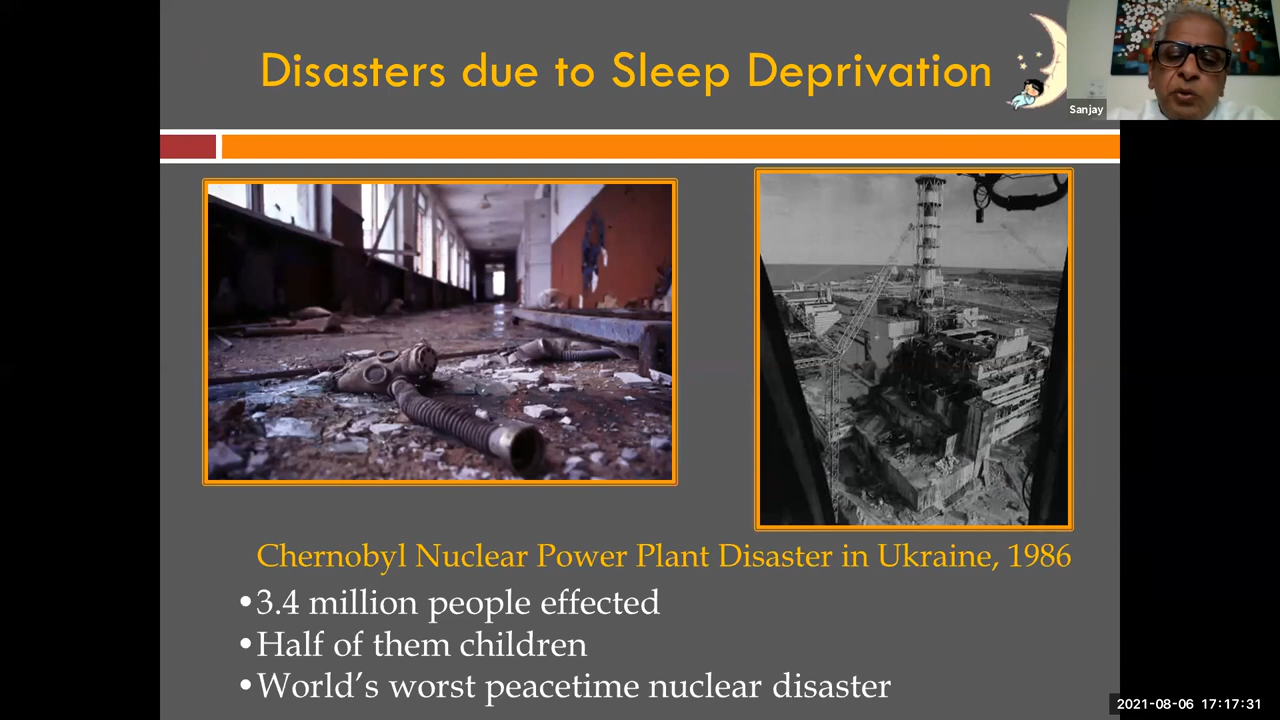 Disasters due to Sleep Deprivation
Sanjay
Chernobyl Nuclear Power Plant Disaster in Ukraine, 1986
•3.4 million people effected
•Half of them children
•World’s worst peacetime nuclear disaster
2021-08-06 17:17:31